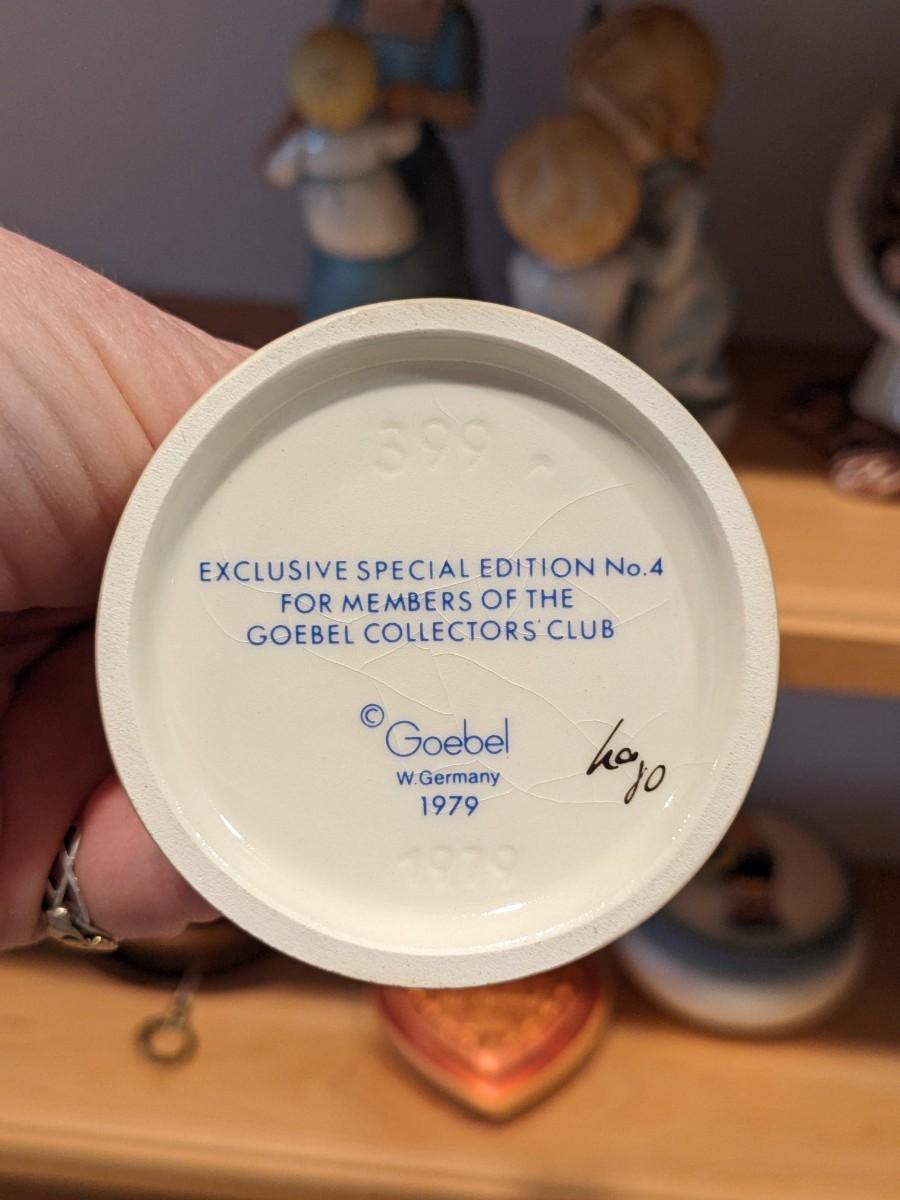 399
EXCLUSIVE SPECIAL EDITION No.4
FOR MEMBERS OF THE
GOEBEL COLLECTORS' CLUB
© Goebel
W. Germany
1979
1979